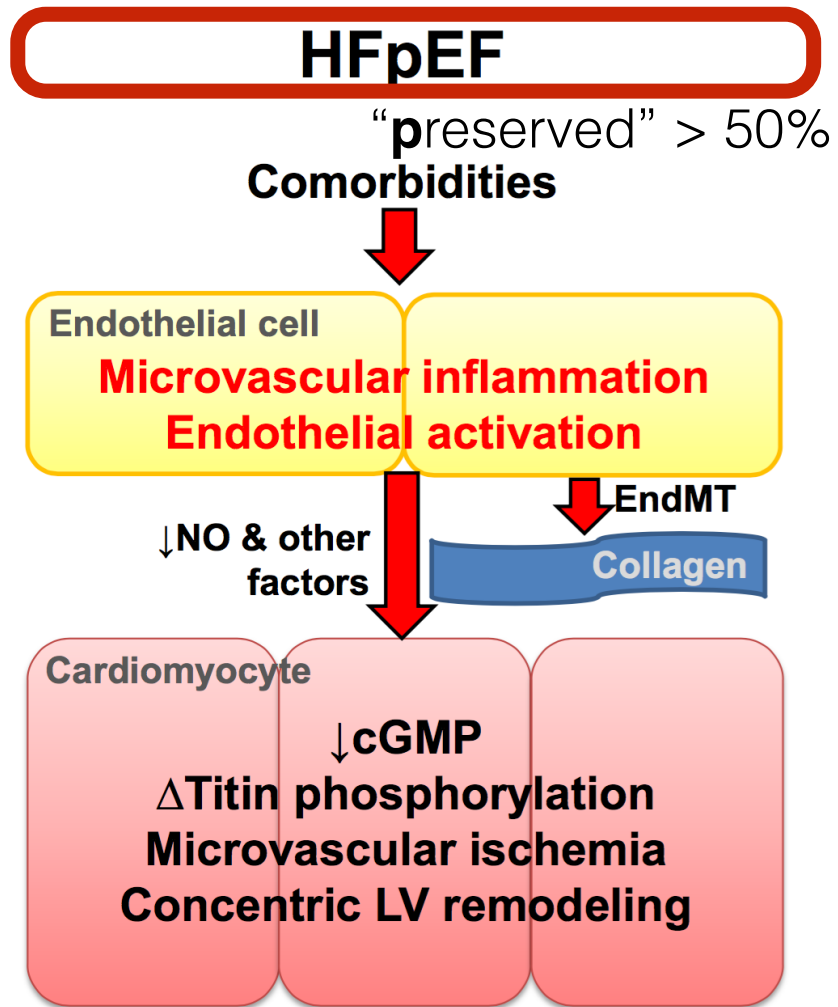 HFpEF
“preserved” > 50%
Comorbidities
Endothelial cell
Microvascular inflammation
Endothelial activation
EndMT
↓NO & other
factors
Collagen
Cardiomyocyte
↓cGMP
ΔTitin phosphorylation
Microvascular ischemia
Concentric LV remodeling